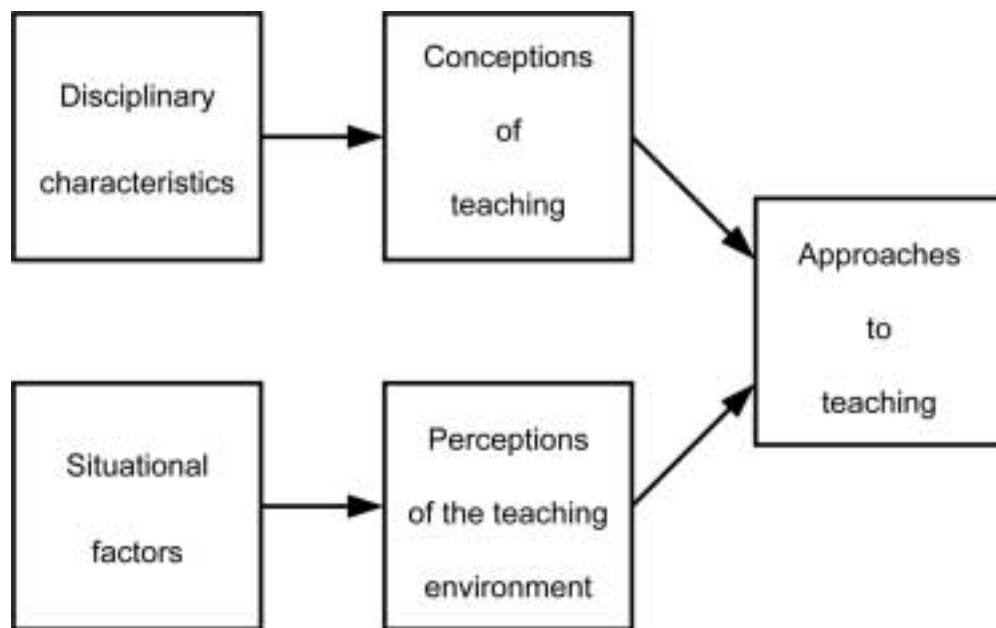 Disciplinary
characteristics
Conceptions
of
teaching
Approaches
to
teaching
Situational
factors
Perceptions
of the teaching
environment